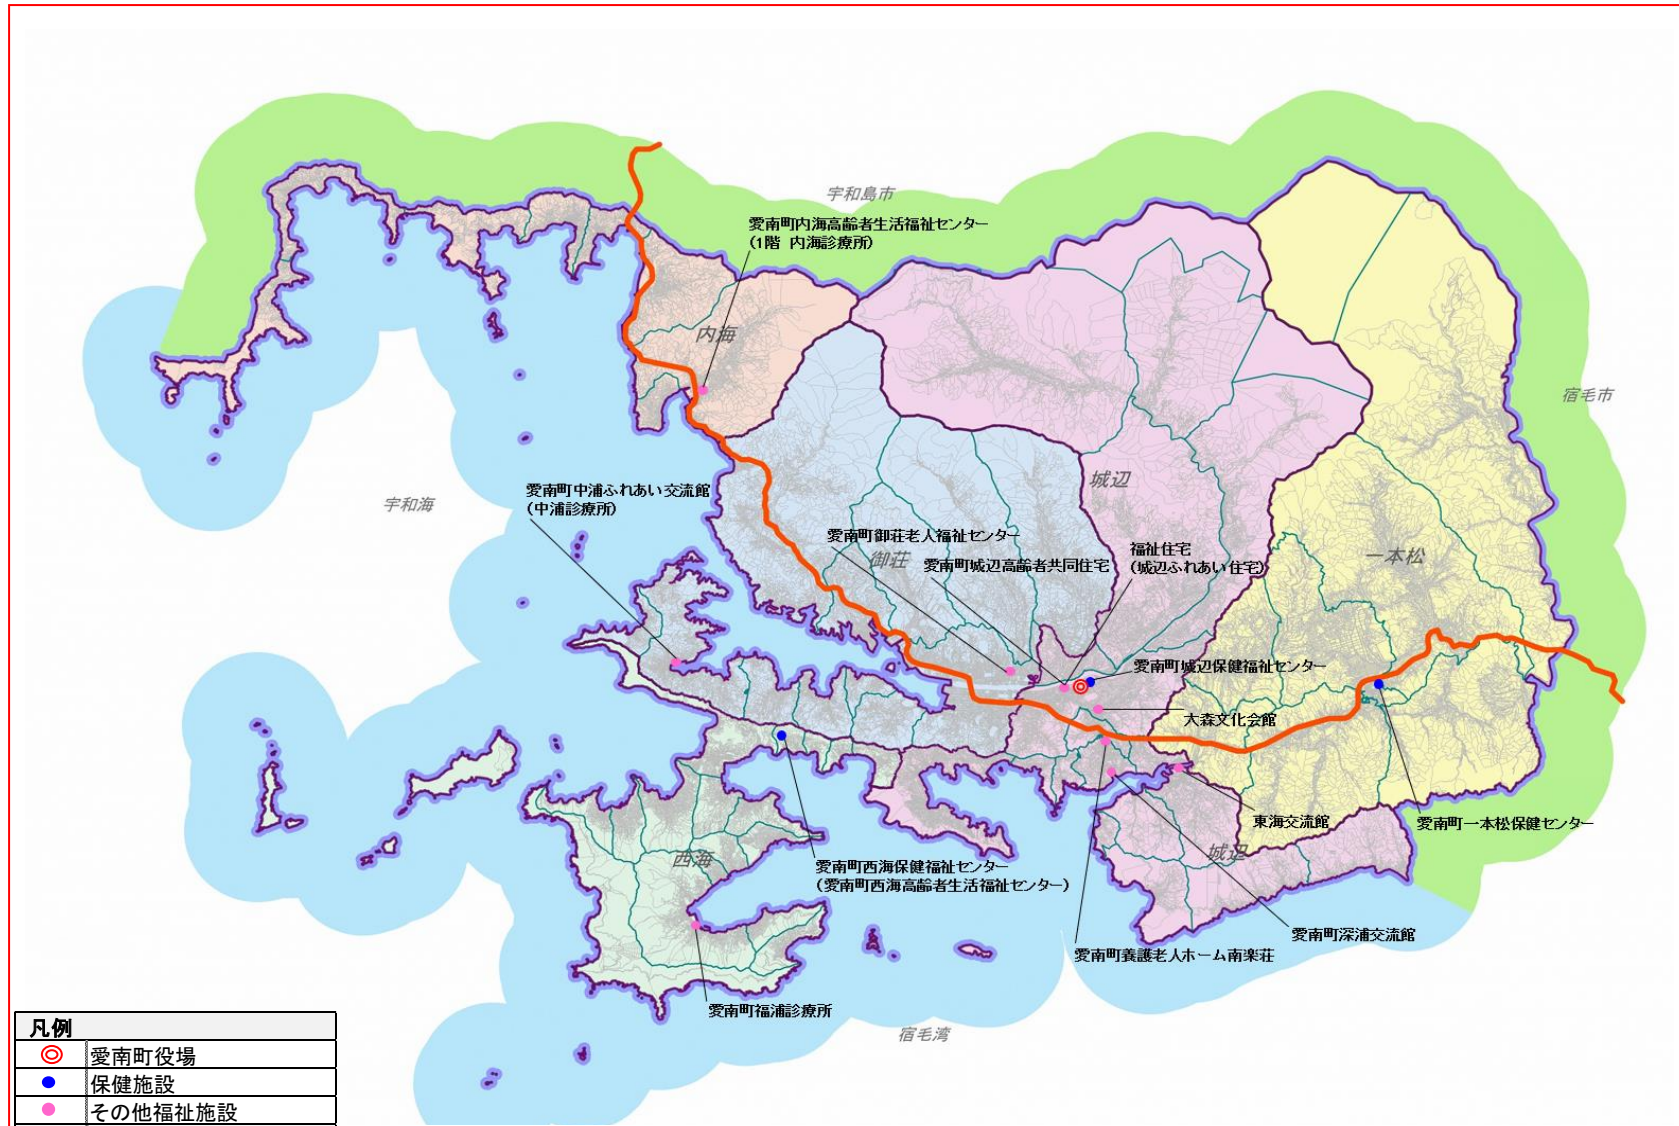 宇和島市
愛南町内海高齢者生活福祉センター
(1階 内海診療所)
内海
宿毛市
城辺
愛南町中浦ふれあい交流館
(中浦診療所)
宇和海
愛南町御荘老人福祉センター
御荘
愛南町城辺高齢者共同住宅
福祉住宅
(城辺ふれあい住宅)
一本松
愛南町城辺保健福祉センター
大森文化会館
東海交流館
愛南町一本松保健センター
城辺
西海
愛南町西海保健福祉センター
(愛南町西海高齢者生活福祉センター)
愛南町深浦交流館
愛南町養護老人ホーム南楽荘
愛南町福浦診療所
宿毛湾
凡例
愛南町役場
保健施設
その他福祉施設